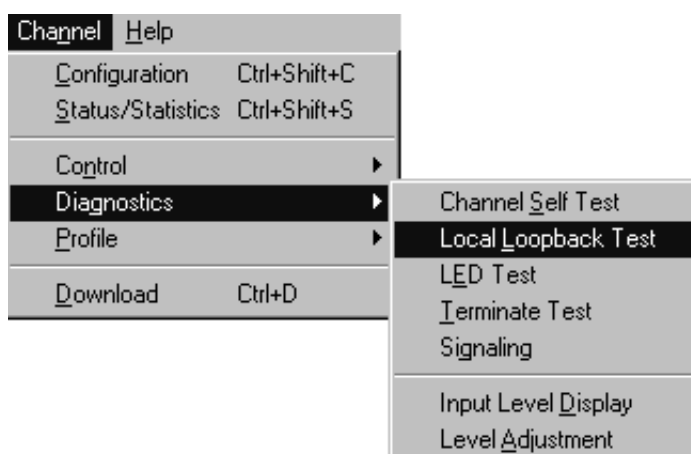 Channel Help
Configuration Ctrl+Shift+C
Status/Statistics Ctrl+Shift+S
Control
Diagnostics
Profile
Download Ctrl+D
Channel Self Test
Local Loopback Test
LED Test
Terminate Test
Signaling
Input Level Display
Level Adjustment